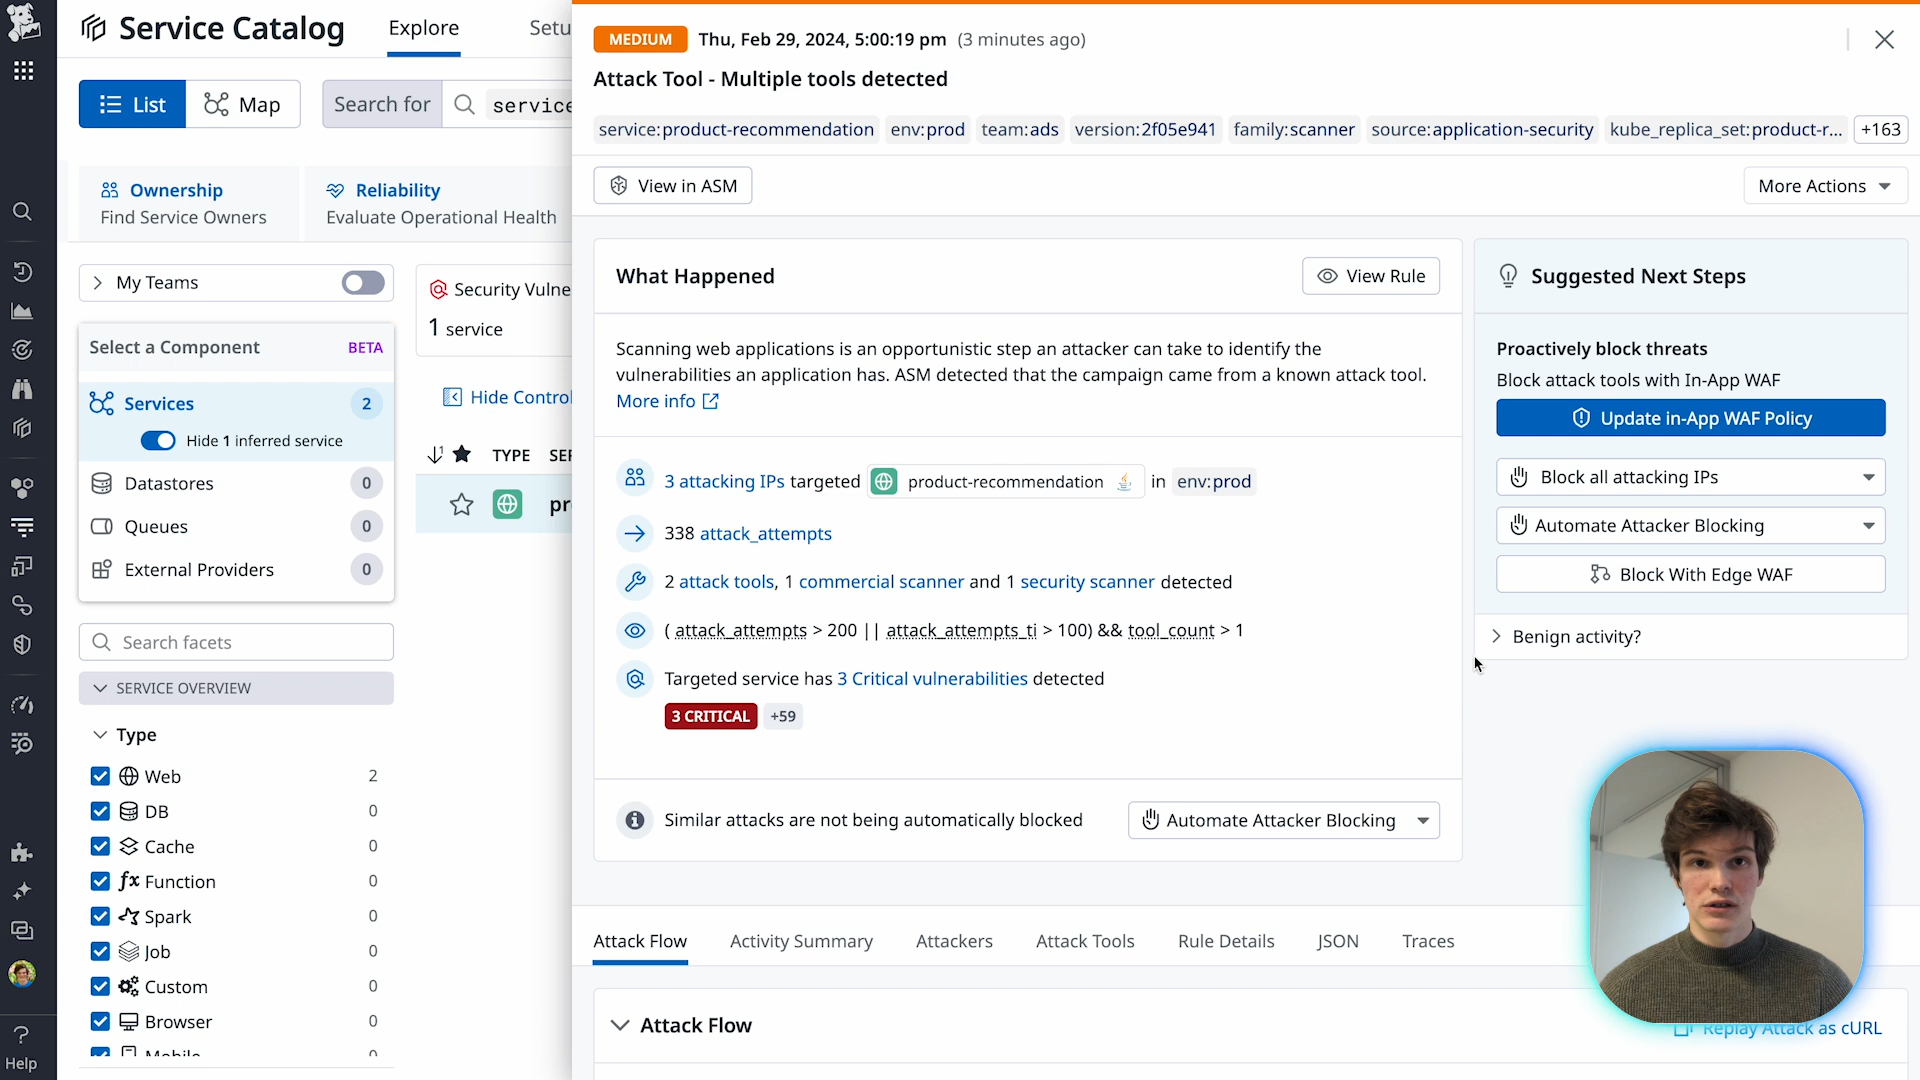 Service Catalog
Explore
Setu
List
Map
Search for
service
Ownership
Find Service Owners
Reliability
Evaluate Operational Health
My Teams
Select a Component
BETA
Services
2
Hide 1 inferred service
Datastores
0
Queues
0
External Providers
0
Search facets
SERVICE OVERVIEW
Type
Web
2
DB
0
Cache
0
Function
0
Spark
0
Job
0
Custom
0
Browser
0
Mobile
0
Help
Security Vulne
1 service
Hide Control
TYPE
SER
pr
MEDIUM
Thu, Feb 29, 2024, 5:00:19 pm (3 minutes ago)
Attack Tool - Multiple tools detected
service:product-recommendation
env:prod
team:ads
version:2f05e941
family:scanner
source:application-security
kube_replica_set:product-r...
+163
View in ASM
More Actions
What Happened
View Rule
Scanning web applications is an opportunistic step an attacker can take to identify the
vulnerabilities an application has. ASM detected that the campaign came from a known attack tool.
More info
3 attacking IPs targeted product-recommendation in env:prod
338 attack_attempts
2 attack tools, 1 commercial scanner and 1 security scanner detected
( attack_attempts > 200 || attack_attempts_ti > 100) && tool_count > 1
Targeted service has 3 Critical vulnerabilities detected
3 CRITICAL
+59
Similar attacks are not being automatically blocked
Automate Attacker Blocking
Suggested Next Steps
Proactively block threats
Block attack tools with In-App WAF
Update in-App WAF Policy
Block all attacking IPs
Automate Attacker Blocking
Block With Edge WAF
Benign activity?
Attack Flow
Activity Summary
Attackers
Attack Tools
Rule Details
JSON
Traces
Attack Flow
Replay Attack as cURL